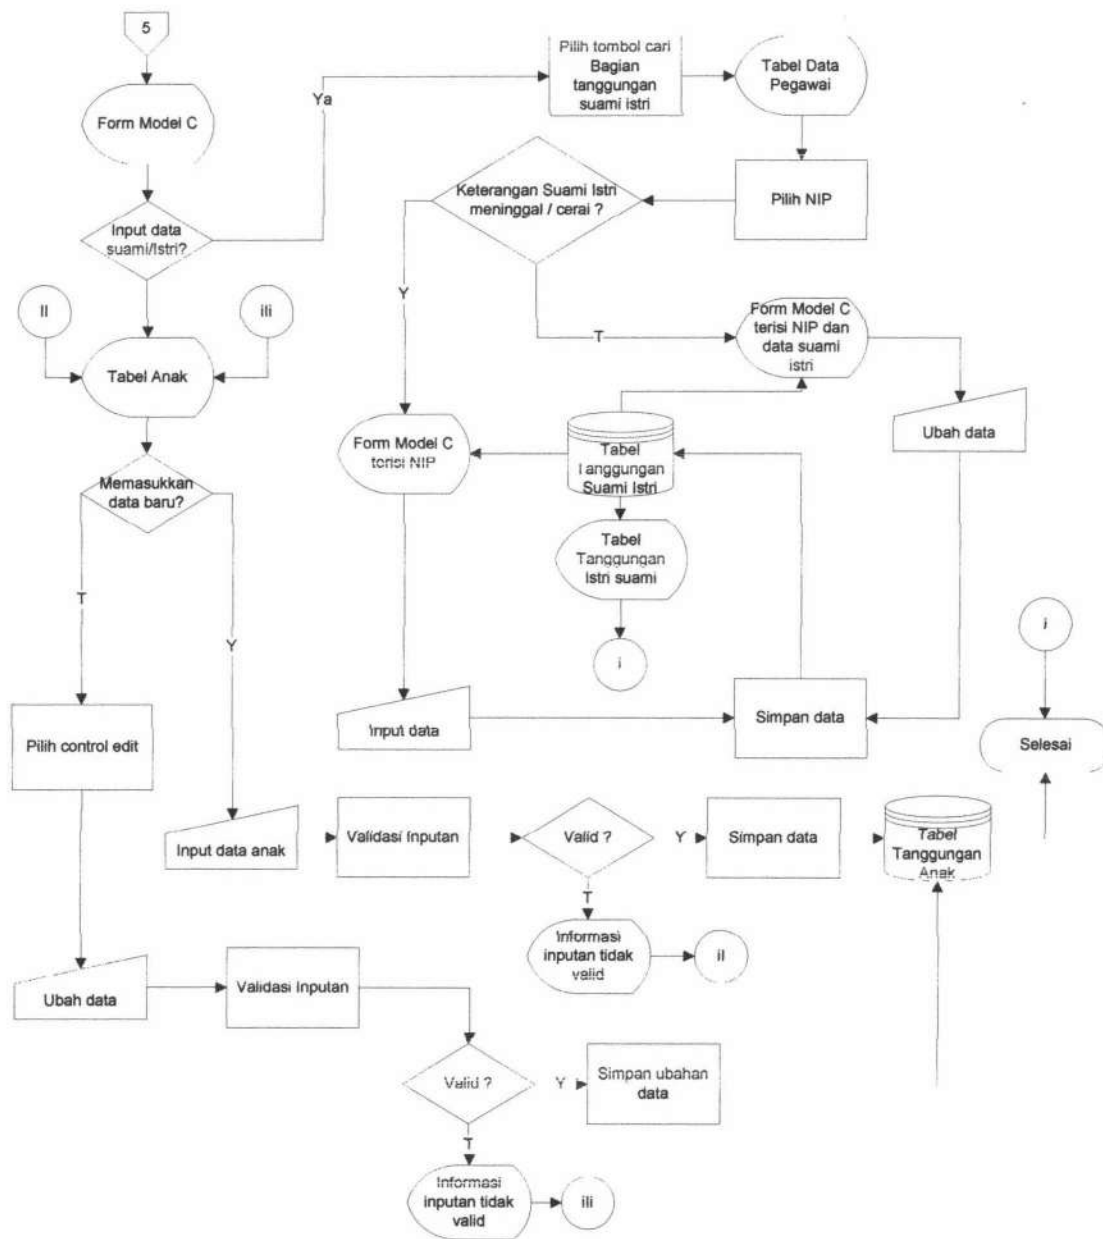 5
Form Model C
Input data
suami/Istri?
Ya
Pilih tombol cari
Bagian
tanggungan
suami istri
Tabel Data
Pegawai
Pilih NIP
Keterangan Suami Istri
meninggal / cerai ?
Y
T
Form Model C
terisi NIP dan
data suami
istri
Ubah data
II
iii
Tabel Anak
Memasukkan
data baru?
T
Y
Form Model C
terisi NIP
Tabel
Tanggungan
Suami Istri
Tabel
Tanggungan
Istri suami
i
i
Input data
Simpan data
Selesai
Pilih control edit
Input data anak
Validasi Inputan
Valid ?
Y
Simpan data
Tabel
Tanggungan
Anak
T
Informasi
inputan tidak
valid
ii
Ubah data
Validasi Inputan
Valid ?
Y
Simpan ubahan
data
T
Informasi
inputan tidak
valid
iii